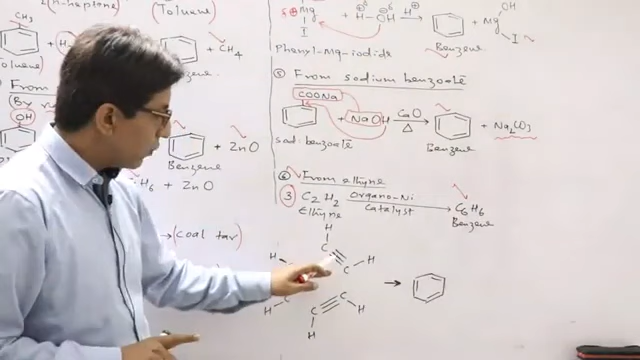 (n-heptane)
(Toluene)
CH3
Toluene
+ CH4
From
By r
OH
+ ZnO
Benzene
H6 + ZnO
→(coal tar)
Mg
I
+ H-OH H⊕ → + Mg OH I
Phenyl-Mg-iodide
Benzene
⑤ From sodium benzoate
COONa
+ NaOH CaO △ → + Na2CO3
sod. benzoate
Benzene
⑥ From ethyne
③ C2H2 Organo-Ni Catalyst → C6H6
Ethyne
Benzene
H
C
H C H
→
H C C H
H